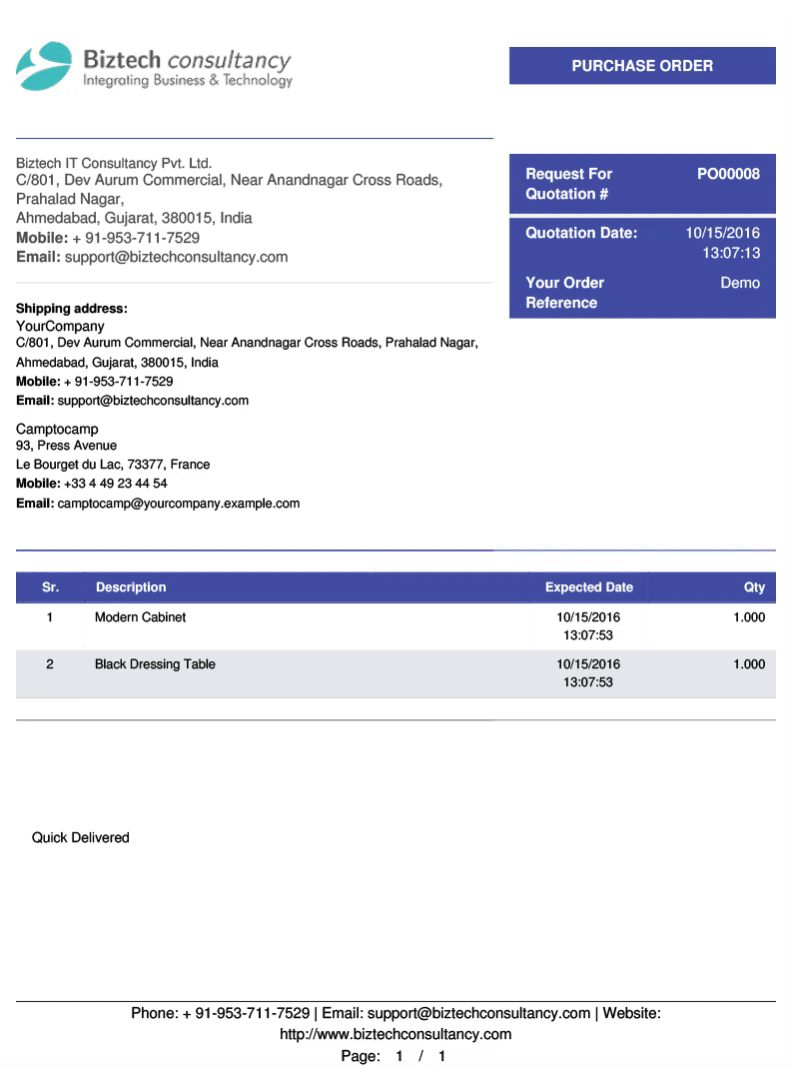 Biztech consultancy
Integrating Business & Technology
PURCHASE ORDER
Biztech IT Consultancy Pvt. Ltd.
C/801, Dev Aurum Commercial, Near Anandnagar Cross Roads,
Prahalad Nagar,
Ahmedabad, Gujarat, 380015, India
Mobile: + 91-953-711-7529
Email: support@biztechconsultancy.com
Request For PO00008
Quotation #
Quotation Date: 10/15/2016
13:07:13
Your Order Demo
Reference
Shipping address:
YourCompany
C/801, Dev Aurum Commercial, Near Anandnagar Cross Roads, Prahalad Nagar,
Ahmedabad, Gujarat, 380015, India
Mobile: + 91-953-711-7529
Email: support@biztechconsultancy.com
Camptocamp
93, Press Avenue
Le Bourget du Lac, 73377, France
Mobile: +33 4 49 23 44 54
Email: camptocamp@yourcompany.example.com
Sr. Description Expected Date Qty
1 Modern Cabinet 10/15/2016 1.000
13:07:53
2 Black Dressing Table 10/15/2016 1.000
13:07:53
Quick Delivered
Phone: + 91-953-711-7529 | Email: support@biztechconsultancy.com | Website:
http://www.biztechconsultancy.com
Page: 1 / 1